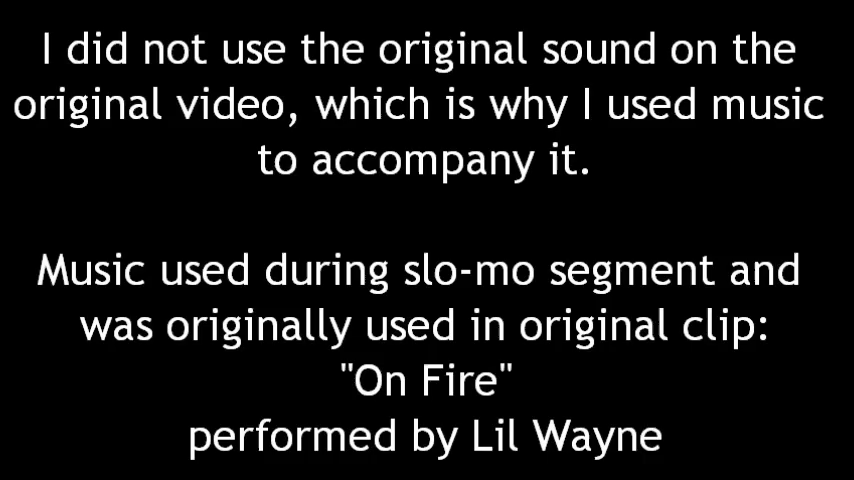 I did not use the original sound on the
original video, which is why I used music
to accompany it.
Music used during slo-mo segment and
was originally used in original clip:
"On Fire"
performed by Lil Wayne